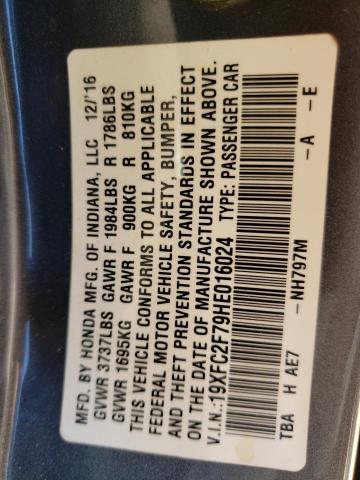 MFD. BY HONDA MFG. OF INDIANA, LLC 12/'16
GVWR 3737LBS GAWR F 1984LBS R 1786LBS
GVWR 1695KG GAWR F 900KG R 810KG
THIS VEHICLE CONFORMS TO ALL APPLICABLE
FEDERAL MOTOR VEHICLE SAFETY, BUMPER,
AND THEFT PREVENTION STANDARDS IN EFFECT
ON THE DATE OF MANUFACTURE SHOWN ABOVE.
V.I.N.:19XFC2F79HE016024 TYPE: PASSENGER CAR
TBA H AE7 -NH797M -A -E